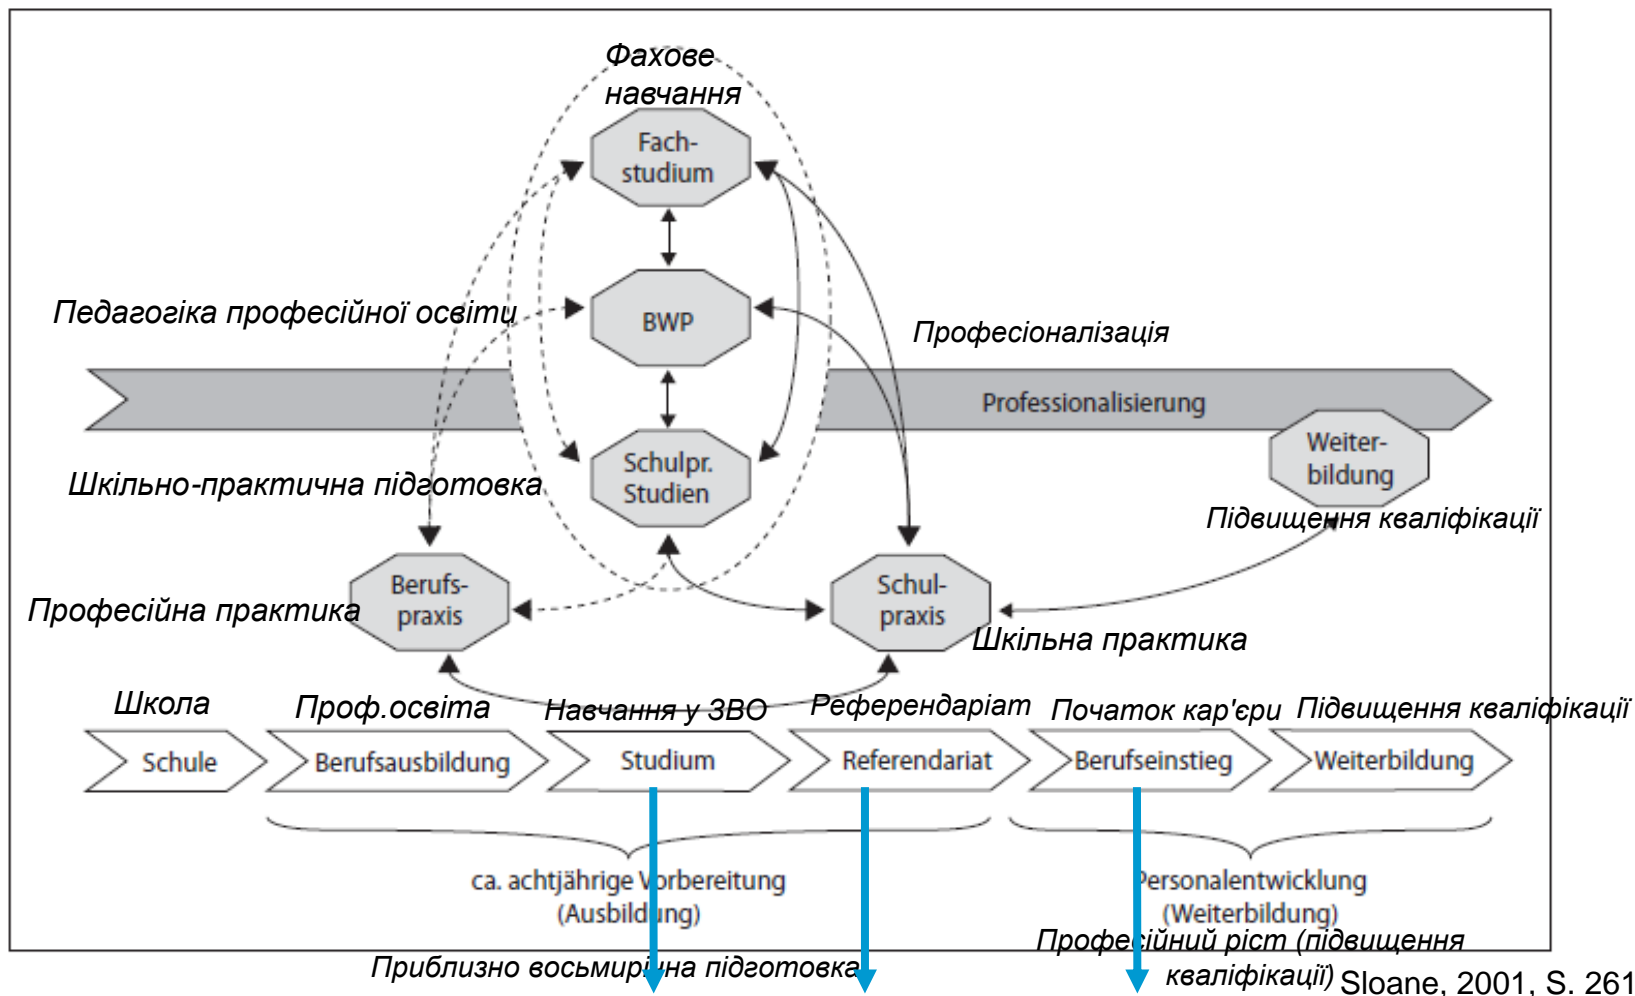 Фахове
навчання
Fach-
studium
Педагогіка професійної освіти
BWP
Професіоналізація
Professionalisierung
Weiter-
bildung
Schulpr.
Studien
Шкільно-практична підготовка
Підвищення кваліфікації
Berufs-
praxis
Schul-
praxis
Професійна практика
Шкільна практика
Школа
Проф.освіта
Навчання у ЗВО
Референдаріат
Початок кар'єри
Підвищення кваліфікації
Schule
Berufsausbildung
Studium
Referendariat
Berufseinstieg
Weiterbildung
ca. achtjährige Vorbereitung
(Ausbildung)
Personalentwicklung
(Weiterbildung)
Приблизно восьмирічна підготовка
Професійний ріст (підвищення
кваліфікації)
Sloane, 2001, S. 261